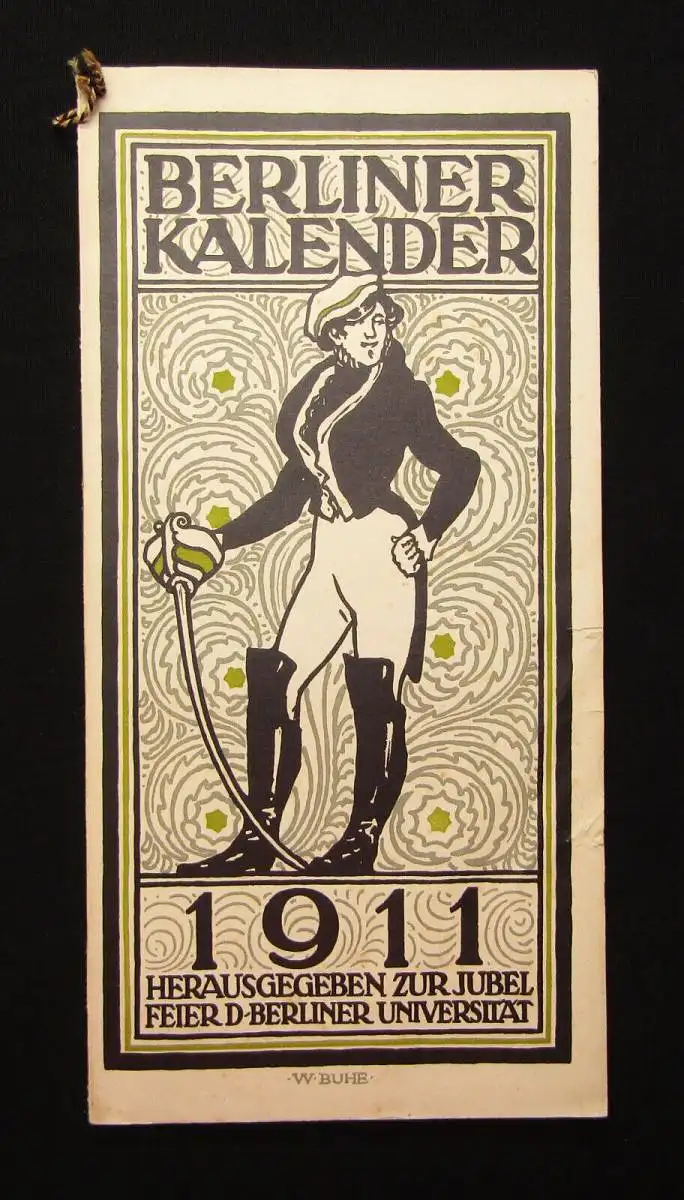 BERLINER
KALENDER
1911
HERAUSGEGEBEN ZUR JUBEL
FEIER D-BERLINER UNIVERSITÄT
·W·BUHE·